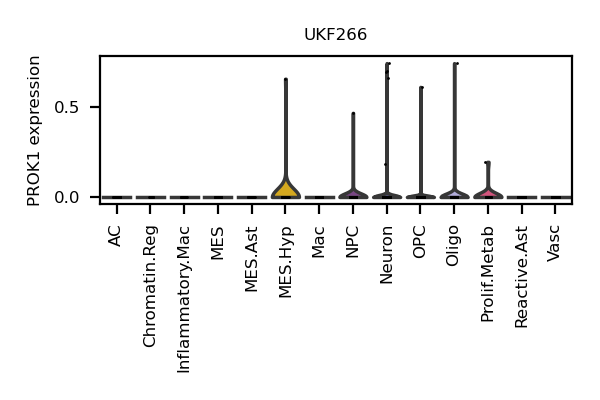 UKF266
PROK1 expression
0.5
0.0
AC
Chromatin.Reg
Inflammatory.Mac
MES
MES.Ast
MES.Hyp
Mac
NPC
Neuron
OPC
Oligo
Prolif.Metab
Reactive.Ast
Vasc